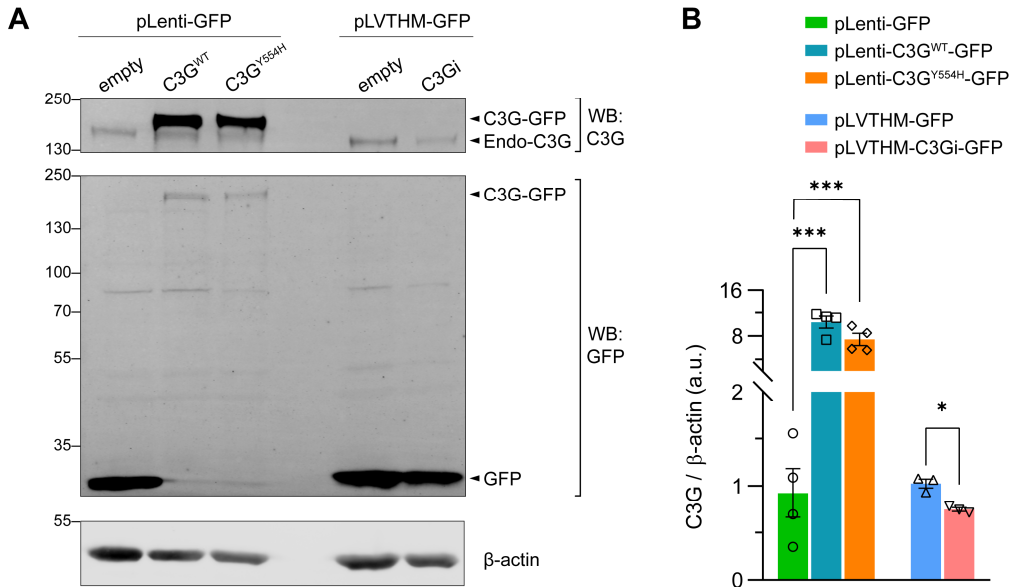 A
pLenti-GFP
pLVTHM-GFP
empty
C3GWT
C3GY554H
empty
C3Gi
250
130
C3G-GFP
Endo-C3G
WB:
C3G
250
130
100
70
55
35
C3G-GFP
GFP
WB:
GFP
55
β-actin
B
pLenti-GFP
pLenti-C3GWT-GFP
pLenti-C3GY554H-GFP
pLVTHM-GFP
pLVTHM-C3Gi-GFP
C3G / β-actin (a.u.)
16
8
2
1
0
***
***
*